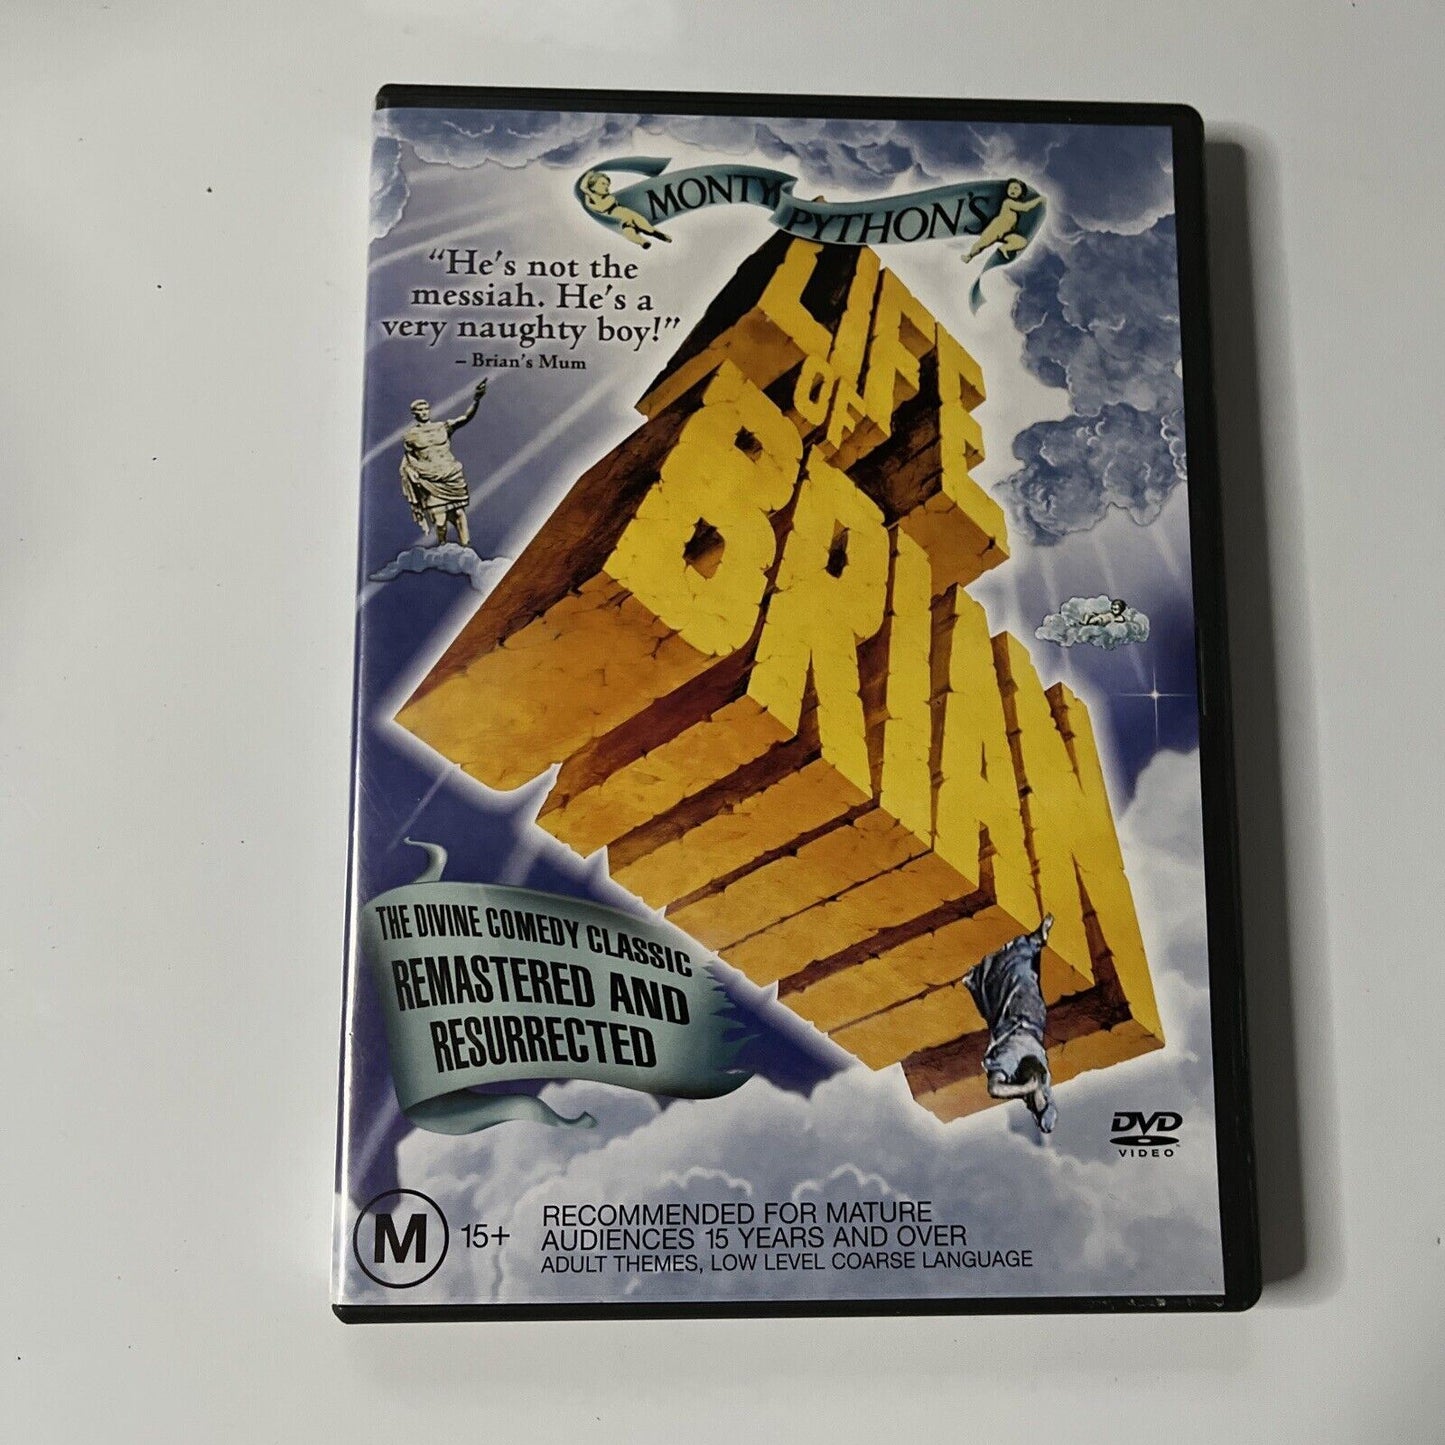 MONTY PYTHON'S
"He's not the
messiah. He's a
very naughty boy!"
– Brian's Mum
LIFE
OF
BRIAN
THE DIVINE COMEDY CLASSIC
REMASTERED AND
RESURRECTED
DVD
VIDEO
M 15+
RECOMMENDED FOR MATURE
AUDIENCES 15 YEARS AND OVER
ADULT THEMES, LOW LEVEL COARSE LANGUAGE